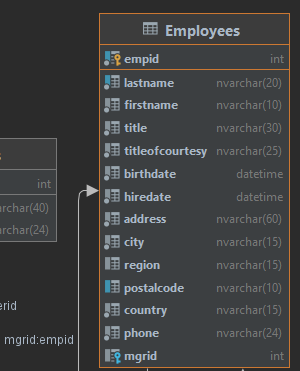 Employees
empid int
lastname nvarchar(20)
firstname nvarchar(10)
title nvarchar(30)
titleofcourtesy nvarchar(25)
birthdate datetime
hiredate datetime
address nvarchar(60)
city nvarchar(15)
region nvarchar(15)
postalcode nvarchar(10)
country nvarchar(15)
phone nvarchar(24)
mgrid int
s
int
rchar(40)
rchar(24)
erid
mgrid:empid